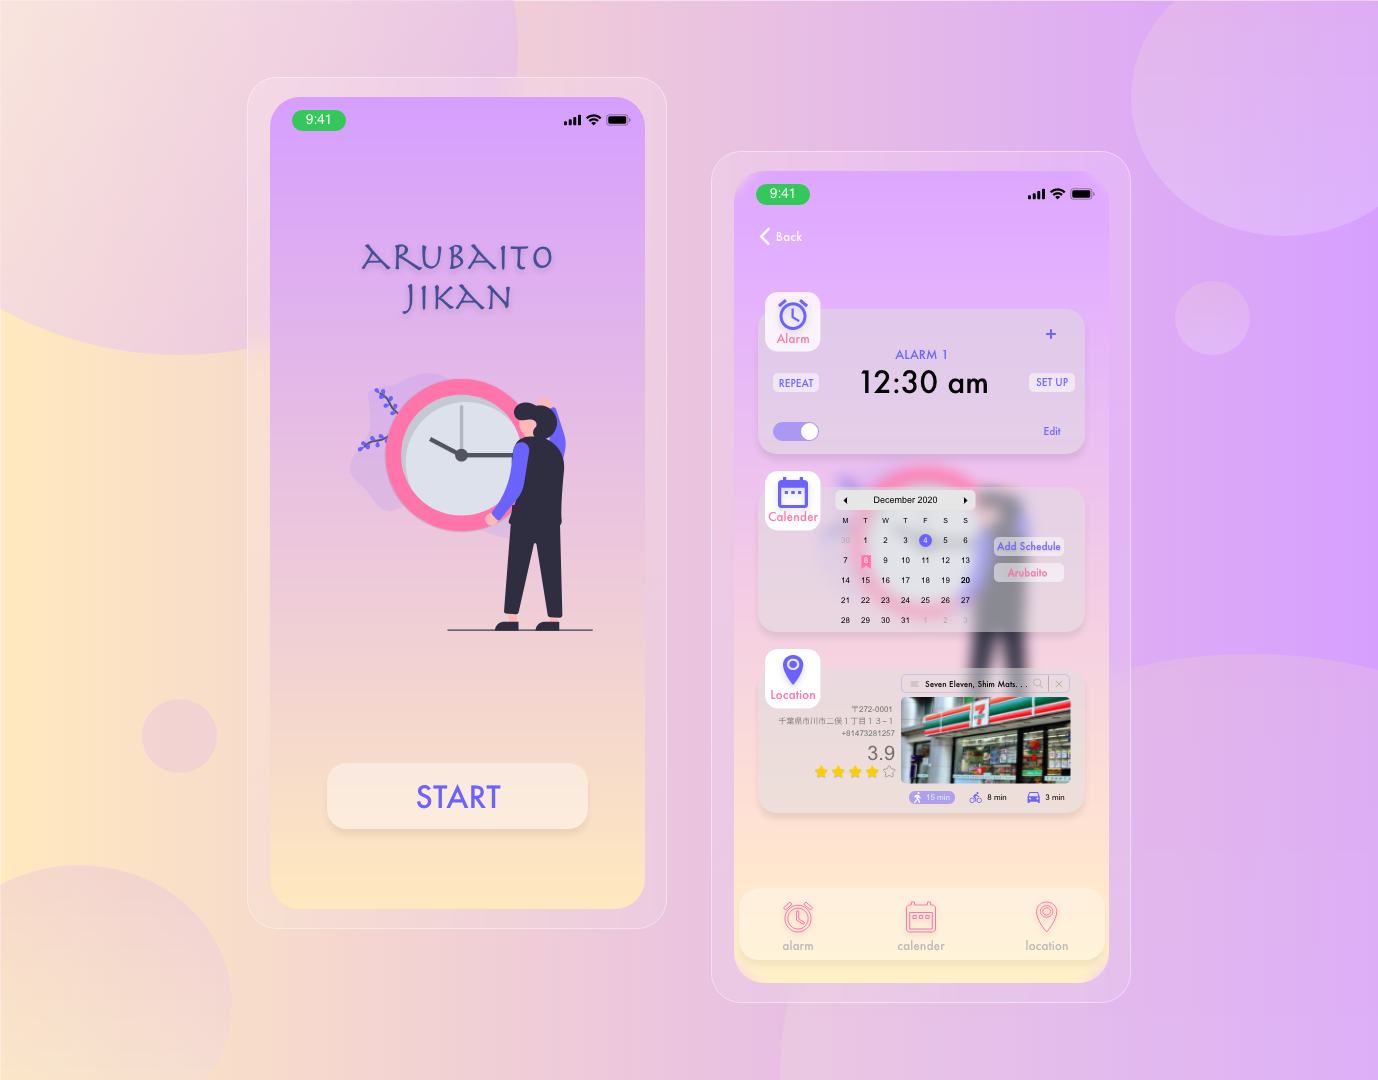 9:41
ARUBAITO
JIKAN
START
9:41
Back
Alarm
+
ALARM 1
REPEAT
12:30 am
SET UP
Edit
Calender
December 2020
M T W T F S S
30 1 2 3 4 5 6
7 8 9 10 11 12 13
14 15 16 17 18 19 20
21 22 23 24 25 26 27
28 29 30 31 1 2 3
Add Schedule
Arubaito
Location
Seven Eleven, Shim Mats. . .
〒272-0001
千葉県市川市二俣１丁目１３−１
+81473281257
3.9
7
15 min
8 min
3 min
alarm
calender
location